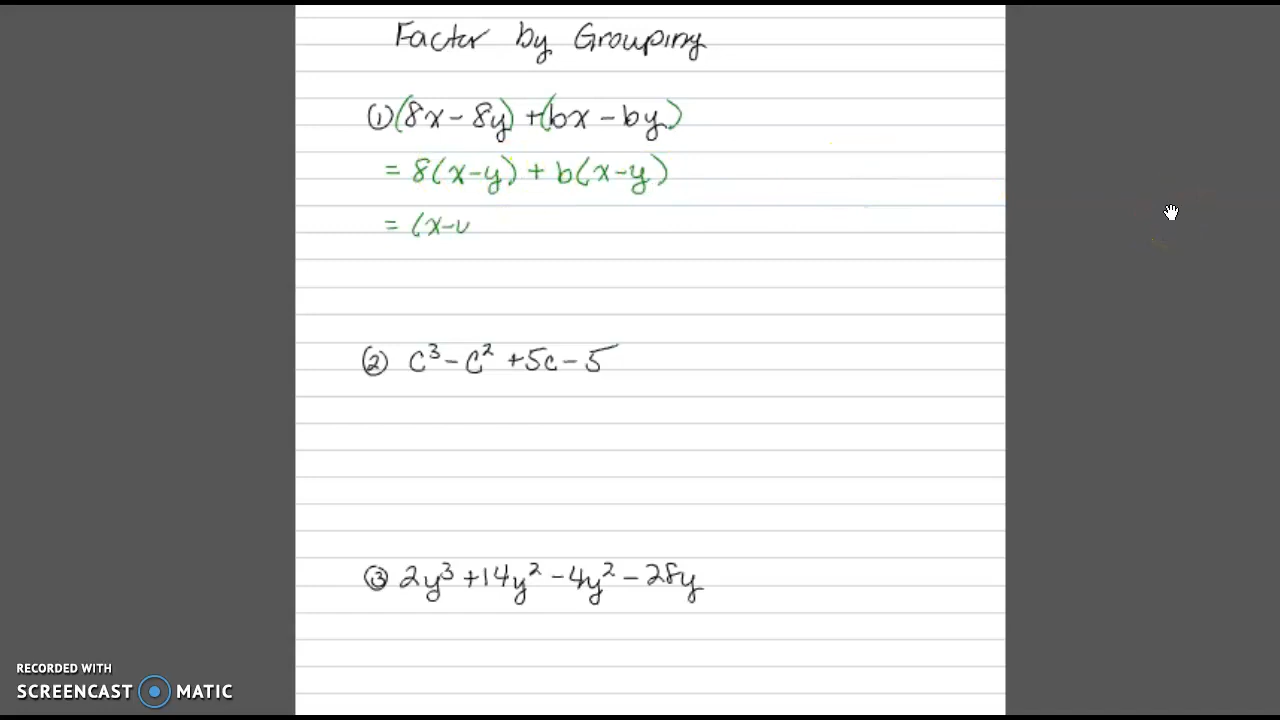 Factor by Grouping
① (8x - 8y) + (bx - by)
= 8(x-y) + b(x-y)
= (x-
② c³ - c² + 5c - 5
③ 2y³ + 14y² - 4y² - 28y
RECORDED WITH
SCREENCAST MATIC